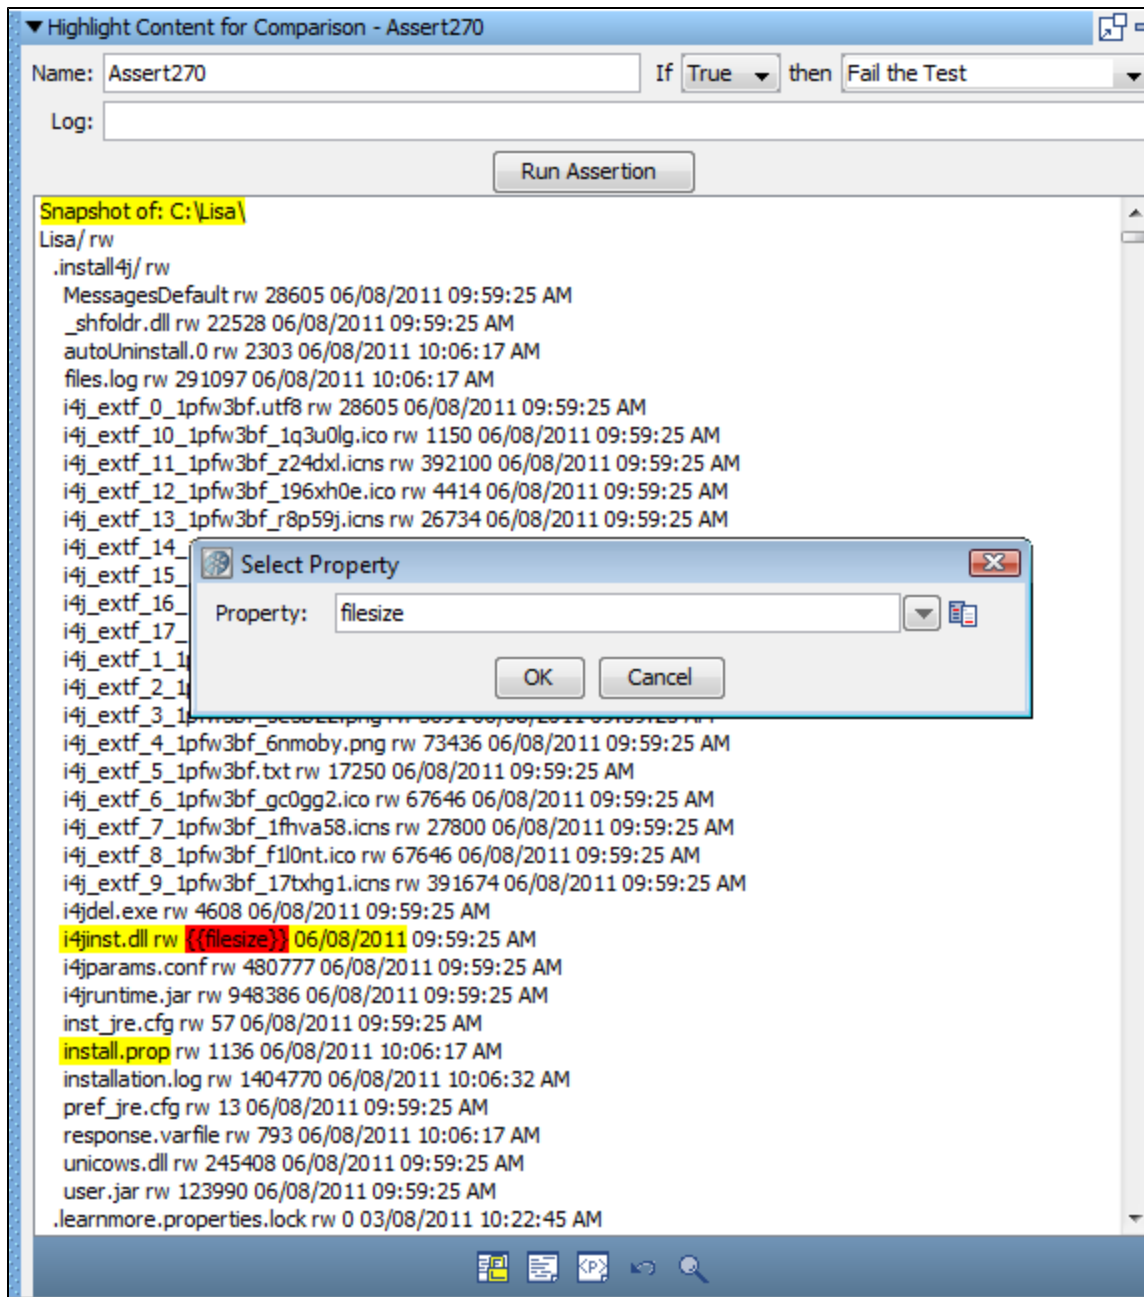 Highlight Content for Comparison - Assert270
Name: Assert270 If True then Fail the Test
Log:
Run Assertion
Snapshot of: C:\Lisa\
Lisa/ rw
.install4j/ rw
MessagesDefault rw 28605 06/08/2011 09:59:25 AM
_shfoldr.dll rw 22528 06/08/2011 09:59:25 AM
autoUninstall.0 rw 2303 06/08/2011 10:06:17 AM
files.log rw 291097 06/08/2011 10:06:17 AM
i4j_extf_0_1pfw3bf.utf8 rw 28605 06/08/2011 09:59:25 AM
i4j_extf_10_1pfw3bf_1q3u0lg.ico rw 1150 06/08/2011 09:59:25 AM
i4j_extf_11_1pfw3bf_z24dxl.icns rw 392100 06/08/2011 09:59:25 AM
i4j_extf_12_1pfw3bf_196xh0e.ico rw 4414 06/08/2011 09:59:25 AM
i4j_extf_13_1pfw3bf_r8p59j.icns rw 26734 06/08/2011 09:59:25 AM
i4j_extf_14_
i4j_extf_15_
i4j_extf_16_
i4j_extf_17_
i4j_extf_1_1
i4j_extf_2_1
Select Property
Property: filesize
OK Cancel
i4j_extf_3_1
i4j_extf_4_1pfw3bf_6nmoby.png rw 73436 06/08/2011 09:59:25 AM
i4j_extf_5_1pfw3bf.txt rw 17250 06/08/2011 09:59:25 AM
i4j_extf_6_1pfw3bf_gc0gg2.ico rw 67646 06/08/2011 09:59:25 AM
i4j_extf_7_1pfw3bf_1fhva58.icns rw 27800 06/08/2011 09:59:25 AM
i4j_extf_8_1pfw3bf_f1l0nt.ico rw 67646 06/08/2011 09:59:25 AM
i4j_extf_9_1pfw3bf_17txhg1.icns rw 391674 06/08/2011 09:59:25 AM
i4jdel.exe rw 4608 06/08/2011 09:59:25 AM
i4jinst.dll rw {{filesize}} 06/08/2011 09:59:25 AM
i4jparams.conf rw 480777 06/08/2011 09:59:25 AM
i4jruntime.jar rw 948386 06/08/2011 09:59:25 AM
inst_jre.cfg rw 57 06/08/2011 09:59:25 AM
install.prop rw 1136 06/08/2011 10:06:17 AM
installation.log rw 1404770 06/08/2011 10:06:32 AM
pref_jre.cfg rw 13 06/08/2011 09:59:25 AM
response.varfile rw 793 06/08/2011 10:06:17 AM
unicows.dll rw 245408 06/08/2011 09:59:25 AM
user.jar rw 123990 06/08/2011 09:59:25 AM
.learnmore.properties.lock rw 0 03/08/2011 10:22:45 AM